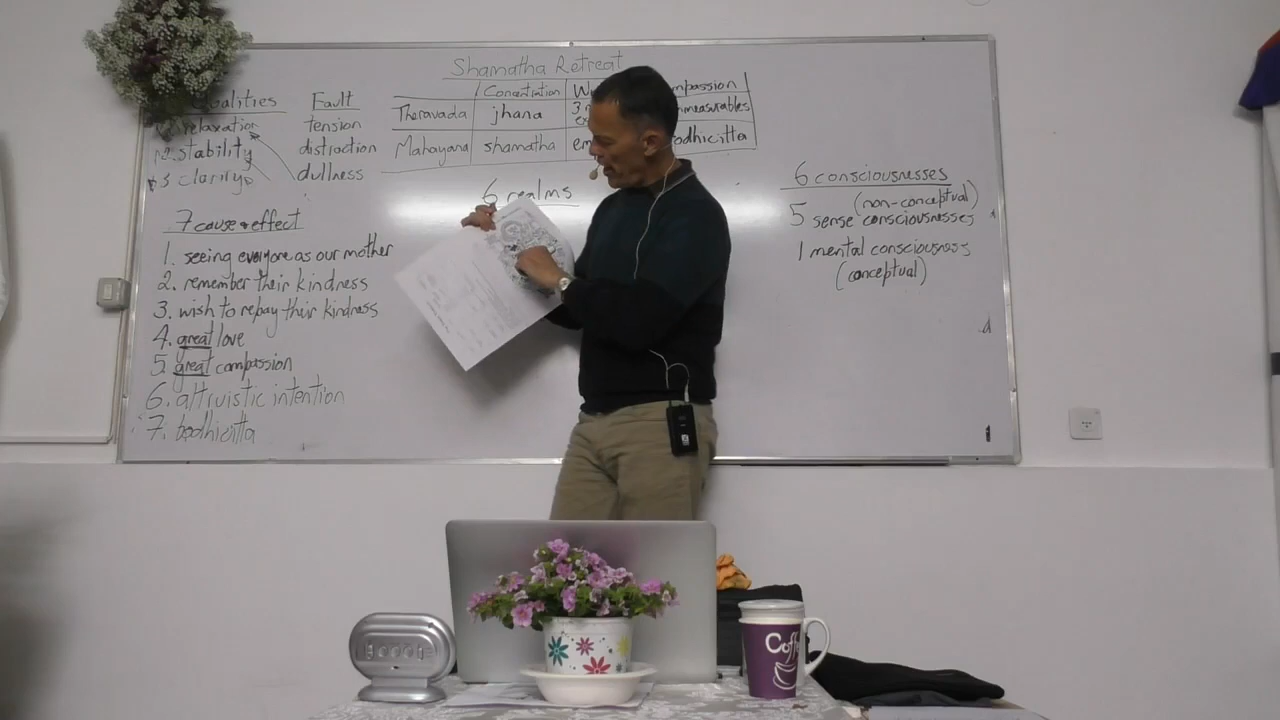 Shamatha Retreat
Qualities Fault
1. relaxation tension
2. stability distraction
3. clarity dullness
Concentration
Theravada jhana
Mahayana shamatha
6 realms
7 cause & effect
1. seeing everyone as our mother
2. remember their kindness
3. wish to repay their kindness
4. great love
5. great compassion
6. altruistic intention
7. bodhicitta
6 consciousnesses
(non-conceptual)
5 sense consciousnesses
1 mental consciousness
(conceptual)
Coffee